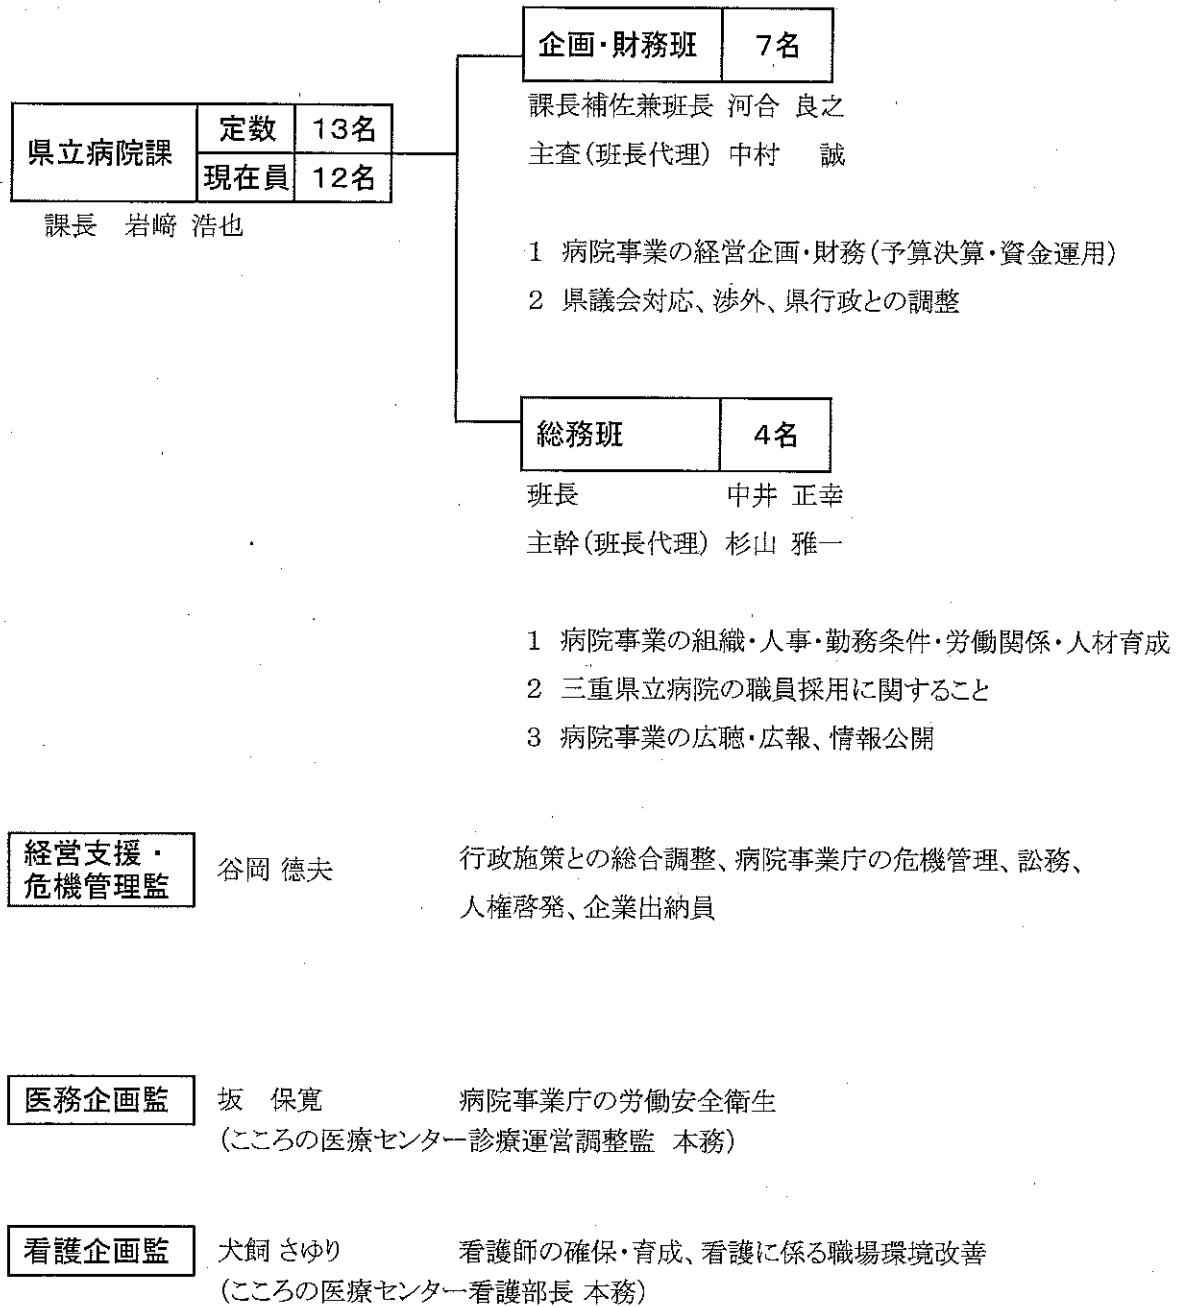 県立病院課 定数 13名
現在員 12名
課長 岩﨑 浩也
企画・財務班 7名
課長補佐兼班長 河合 良之
主査(班長代理) 中村 誠
1 病院事業の経営企画・財務(予算決算・資金運用)
2 県議会対応、渉外、県行政との調整
総務班 4名
班長 中井 正幸
主幹(班長代理) 杉山 雅一
1 病院事業の組織・人事・勤務条件・労働関係・人材育成
2 三重県立病院の職員採用に関すること
3 病院事業の広聴・広報、情報公開
経営支援・
危機管理監
谷岡 德夫
行政施策との総合調整、病院事業庁の危機管理、訟務、
人権啓発、企業出納員
医務企画監 坂 保寛 病院事業庁の労働安全衛生
(こころの医療センター診療運営調整監 本務)
看護企画監 犬飼 さゆり 看護師の確保・育成、看護に係る職場環境改善
(こころの医療センター看護部長 本務)